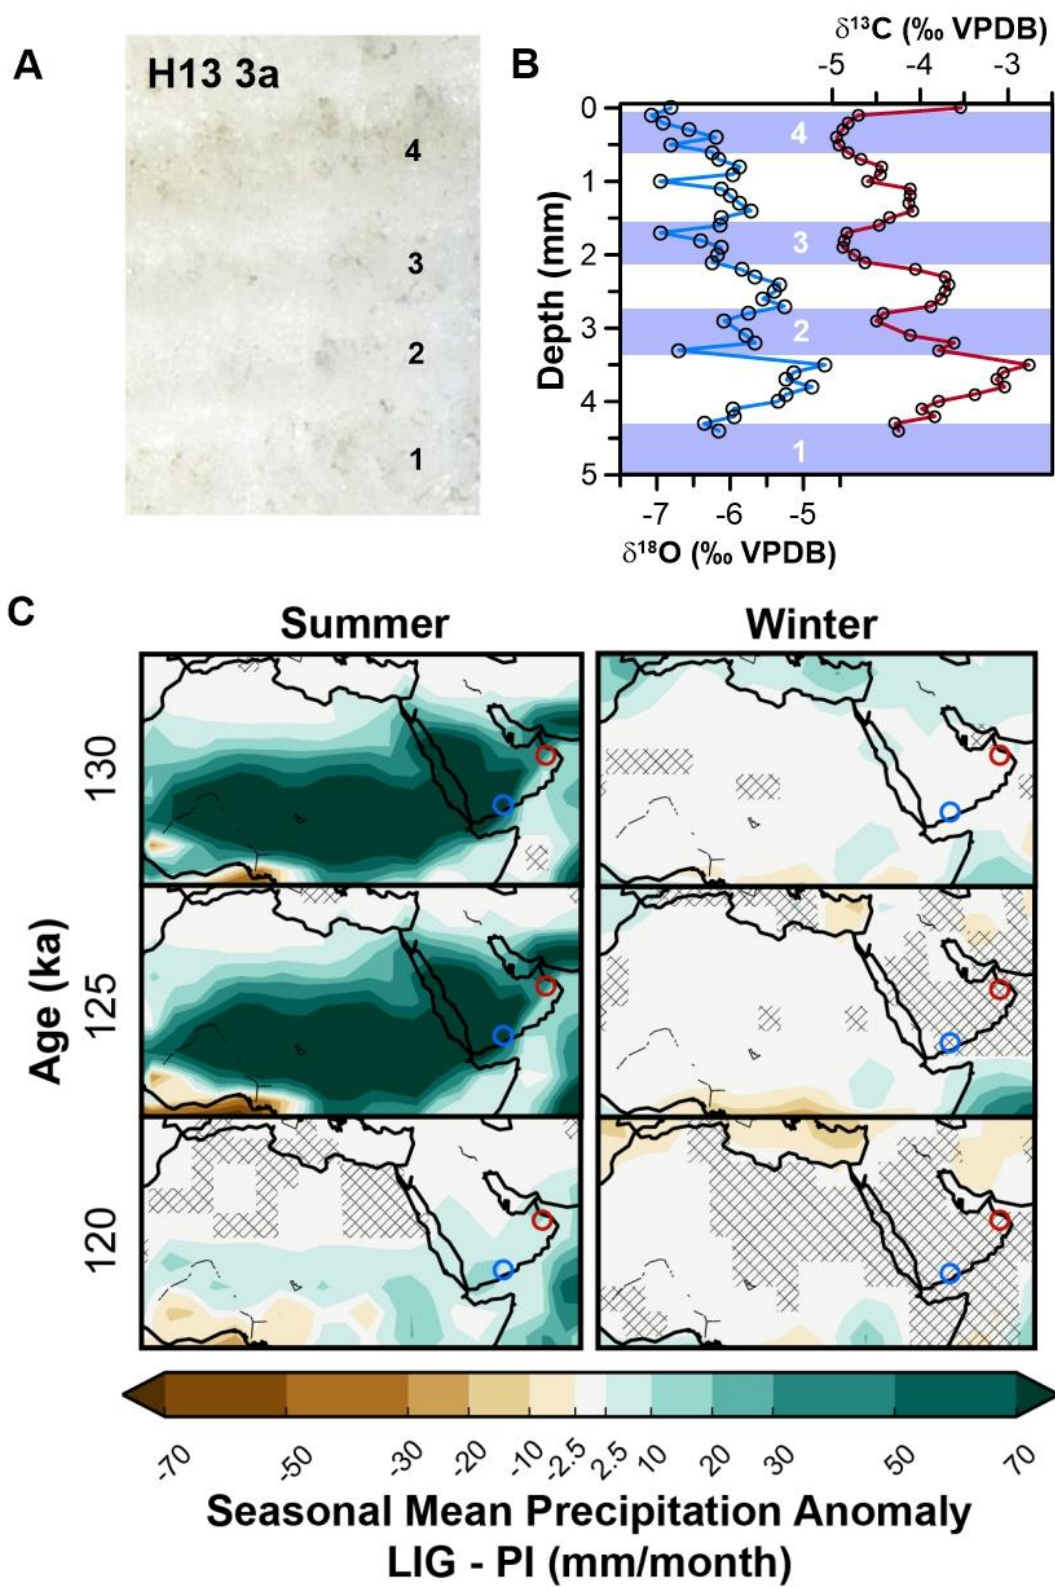 A
H13 3a
4
3
2
1
B
δ¹³C (‰ VPDB)
-5 -4 -3
0
1
2
3
4
5
Depth (mm)
4
3
2
1
-7 -6 -5
δ¹⁸O (‰ VPDB)
C
Summer Winter
130
125
120
Age (ka)
-70 -50 -30 -20 -10 -2.5 2.5 10 20 30 50 70
Seasonal Mean Precipitation Anomaly
LIG - PI (mm/month)